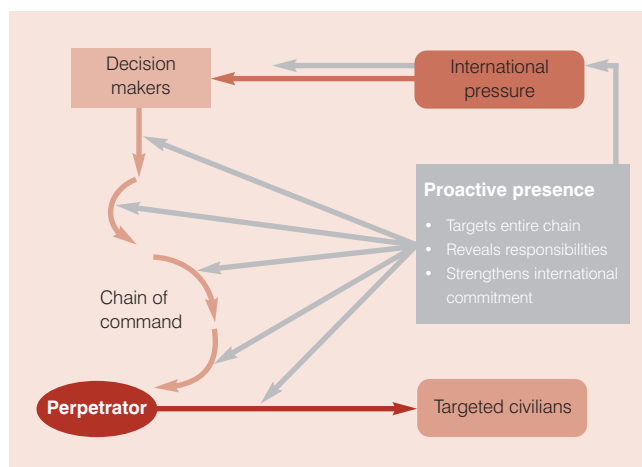 Decision
makers
International
pressure
Proactive presence
• Targets entire chain
• Reveals responsibilities
• Strengthens international
commitment
Chain of
command
Perpetrator
Targeted civilians